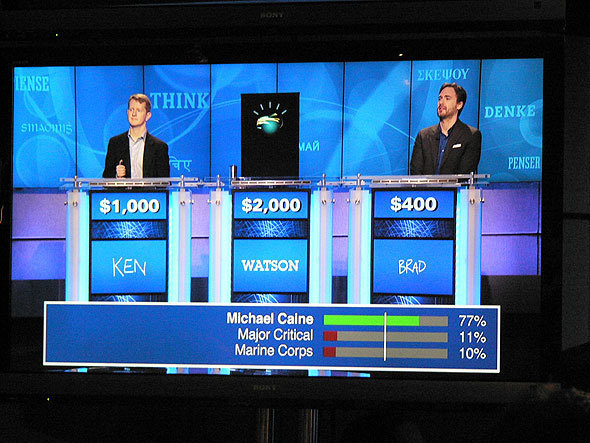 SONY
IENSE
THINK
ΣΚΕΨΟΥ
DENKE
МАЙ
PENSER
$1,000
$2,000
$400
KEN
WATSON
BRAD
Michael Caine 77%
Major Critical 11%
Marine Corps 10%
SONY